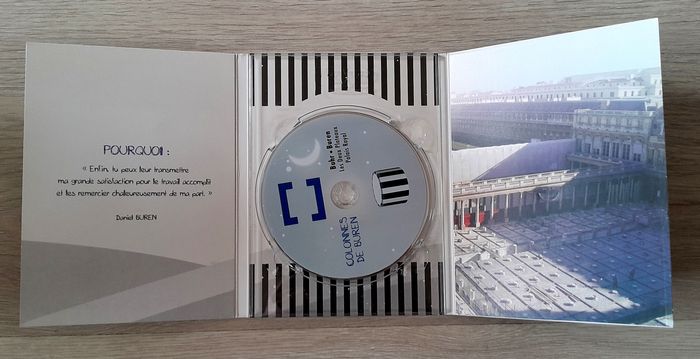 POURQUOI :
« Enfin, tu peux leur transmettre
ma grande satisfaction pour le travail accompli
et les remercier chaleureusement de ma part. »
Daniel BUREN
Bahr • Buren
Les Deux Plateaux
Palais Royal
COLONNES
DE BUREN